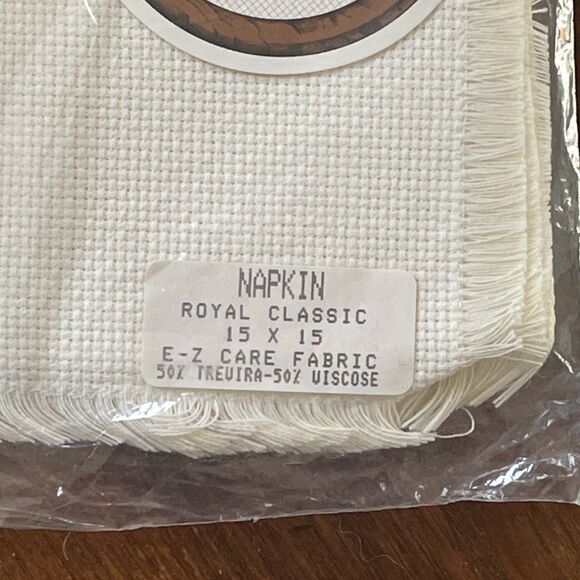 NAPKIN
ROYAL CLASSIC
15 X 15
E-Z CARE FABRIC
50% TREVIRA-50% VISCOSE